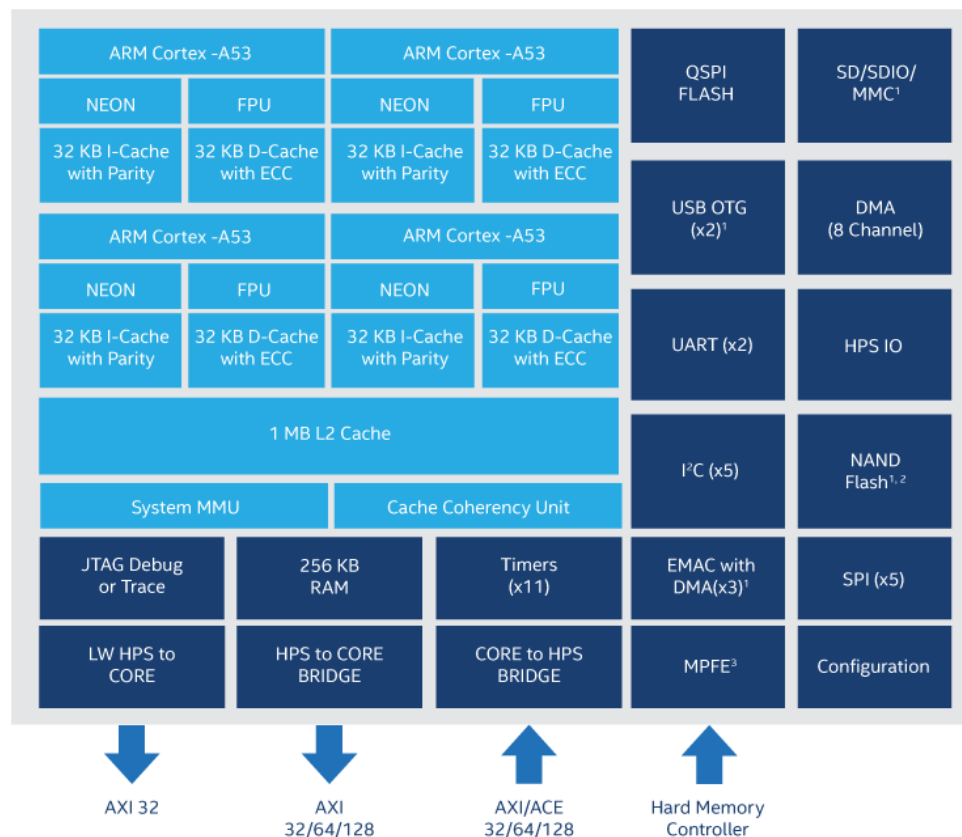 ARM Cortex -A53
ARM Cortex -A53
NEON
FPU
NEON
FPU
32 KB I-Cache
with Parity
32 KB D-Cache
with ECC
32 KB I-Cache
with Parity
32 KB D-Cache
with ECC
ARM Cortex -A53
ARM Cortex -A53
NEON
FPU
NEON
FPU
32 KB I-Cache
with Parity
32 KB D-Cache
with ECC
32 KB I-Cache
with Parity
32 KB D-Cache
with ECC
1 MB L2 Cache
System MMU
Cache Coherency Unit
JTAG Debug
or Trace
256 KB
RAM
Timers
(x11)
LW HPS to
CORE
HPS to CORE
BRIDGE
CORE to HPS
BRIDGE
QSPI
FLASH
SD/SDIO/
MMC¹
USB OTG
(x2)¹
DMA
(8 Channel)
UART (x2)
HPS IO
I²C (x5)
NAND
Flash¹,²
EMAC with
DMA(x3)¹
SPI (x5)
MPFE³
Configuration
AXI 32
AXI
32/64/128
AXI/ACE
32/64/128
Hard Memory
Controller